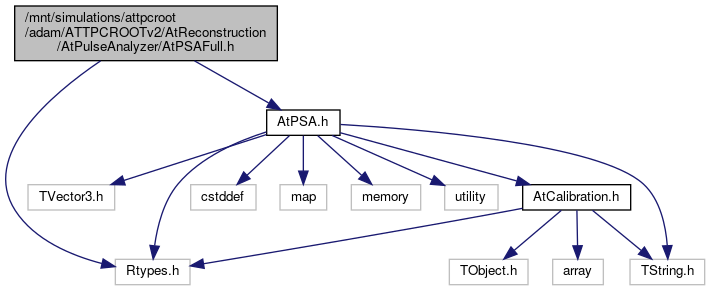 /mnt/simulations/attpcroot
/adam/ATTPCROOTv2/AtReconstruction
/AtPulseAnalyzer/AtPSAFull.h
AtPSA.h
TVector3.h
cstddef
map
memory
utility
AtCalibration.h
Rtypes.h
TObject.h
array
TString.h